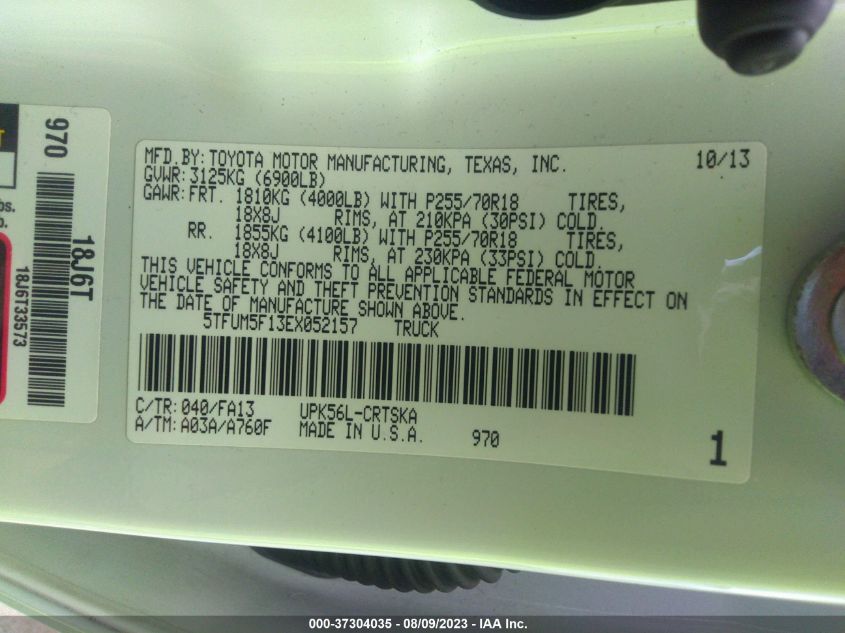 MFD.BY:TOYOTA MOTOR MANUFACTURING, TEXAS, INC. 10/13
GVWR:3125KG (6900LB)
GAWR:FRT. 1810KG (4000LB) WITH P255/70R18 TIRES,
18X8J RIMS, AT 210KPA (30PSI) COLD.
RR. 1855KG (4100LB) WITH P255/70R18 TIRES,
18X8J RIMS, AT 230KPA (33PSI) COLD.
THIS VEHICLE CONFORMS TO ALL APPLICABLE FEDERAL MOTOR
VEHICLE SAFETY AND THEFT PREVENTION STANDARDS IN EFFECT ON
THE DATE OF MANUFACTURE SHOWN ABOVE.
5TFUM5F13EX052157 TRUCK
C/TR:040/FA13 UPK56L-CRTSKA
A/TM:A03A/A760F MADE IN U.S.A. 970
1
970
18J6T
18J6T33573
bs.
b.
T
000-37304035 - 08/09/2023 - IAA Inc.